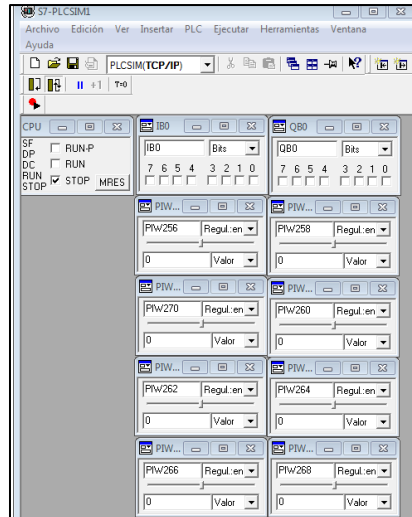 S7-PLCSIM1
Archivo Edición Ver Insertar PLC Ejecutar Herramientas Ventana
Ayuda
PLCSIM(TCP/IP)
+1 T=0
CPU
SF
DP
DC
RUN
STOP
RUN-P
RUN
STOP MRES
IB0
IB0 Bits
7 6 5 4 3 2 1 0
QB0
QB0 Bits
7 6 5 4 3 2 1 0
PIW...
PIW256 Regul.:en
0 Valor
PIW...
PIW258 Regul.:en
0 Valor
PIW...
PIW270 Regul.:en
0 Valor
PIW...
PIW260 Regul.:en
0 Valor
PIW...
PIW262 Regul.:en
0 Valor
PIW...
PIW264 Regul.:en
0 Valor
PIW...
PIW266 Regul.:en
0 Valor
PIW...
PIW268 Regul.:en
0 Valor